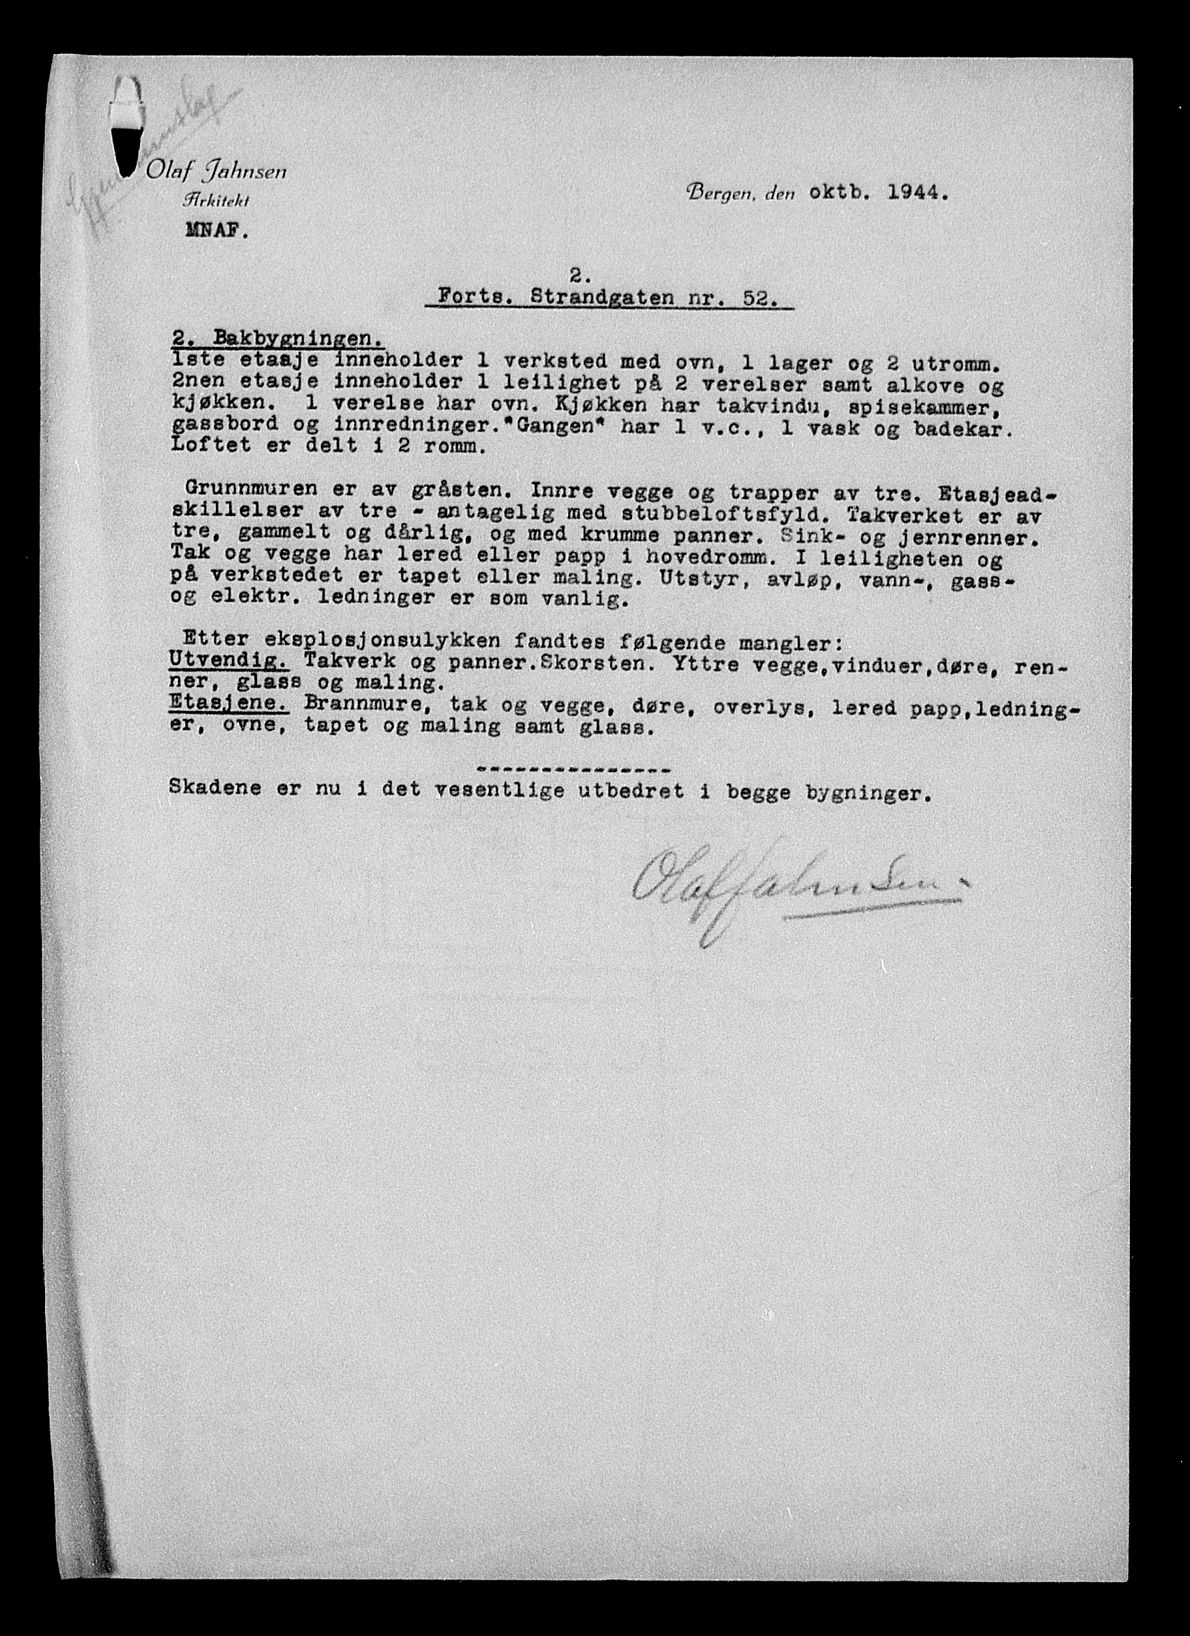 Olaf Jahnsen
Arkitekt
MNAF.
Bergen, den oktb. 1944.
2.
Forts. Strandgaten nr. 52.
2. Bakbygningen.
1ste etasje inneholder 1 verksted med ovn, 1 lager og 2 utromm.
2nen etasje inneholder 1 leilighet på 2 verelser samt alkove og
kjøkken. 1 verelse har ovn. Kjøkken har takvindu, spisekammer,
gassbord og innredninger."Gangen" har 1 v.c., 1 vask og badekar.
Loftet er delt i 2 romm.
Grunnmuren er av gråsten. Innre vegge og trapper av tre. Etasjead-
skillelser av tre - antagelig med stubbeloftsfyld. Takverket er av
tre, gammelt og dårlig, og med krumme panner. Sink- og jernrenner.
Tak og vegge har lered eller papp i hovedromm. I leiligheten og
på verkstedet er tapet eller maling. Utstyr, avløp, vann-, gass-
og elektr. ledninger er som vanlig.
Etter eksplosjonsulykken fandtes følgende mangler:
Utvendig. Takverk og panner.Skorsten. Yttre vegge,vinduer,døre, ren-
ner, glass og maling.
Etasjene. Brannmure, tak og vegge, døre, overlys, lered papp,ledning-
er, ovne, tapet og maling samt glass.
---------------
Skadene er nu i det vesentlige utbedret i begge bygninger.
Olaf Jahnsen